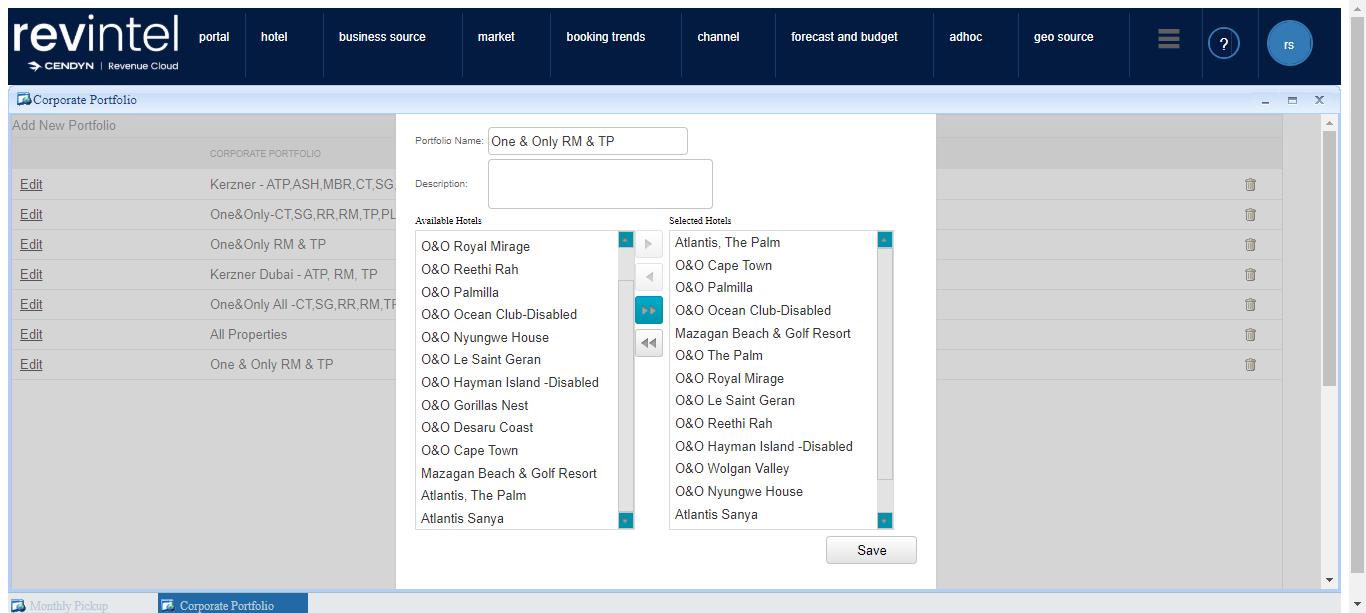 revintel
CENDYN | Revenue Cloud
portal hotel business source market booking trends channel forecast and budget adhoc geo source ? rs
Corporate Portfolio
Add New Portfolio
CORPORATE PORTFOLIO
Edit Kerzner - ATP,ASH,MBR,CT,SG,
Edit One&Only-CT,SG,RR,RM,TP,PL
Edit One&Only RM & TP
Edit Kerzner Dubai - ATP, RM, TP
Edit One&Only All -CT,SG,RR,RM,TP
Edit All Properties
Edit One & Only RM & TP
Portfolio Name: One & Only RM & TP
Description:
Available Hotels
O&O Royal Mirage
O&O Reethi Rah
O&O Palmilla
O&O Ocean Club-Disabled
O&O Nyungwe House
O&O Le Saint Geran
O&O Hayman Island -Disabled
O&O Gorillas Nest
O&O Desaru Coast
O&O Cape Town
Mazagan Beach & Golf Resort
Atlantis, The Palm
Atlantis Sanya
Selected Hotels
Atlantis, The Palm
O&O Cape Town
O&O Palmilla
O&O Ocean Club-Disabled
Mazagan Beach & Golf Resort
O&O The Palm
O&O Royal Mirage
O&O Le Saint Geran
O&O Reethi Rah
O&O Hayman Island -Disabled
O&O Wolgan Valley
O&O Nyungwe House
Atlantis Sanya
Save
Monthly Pickup Corporate Portfolio